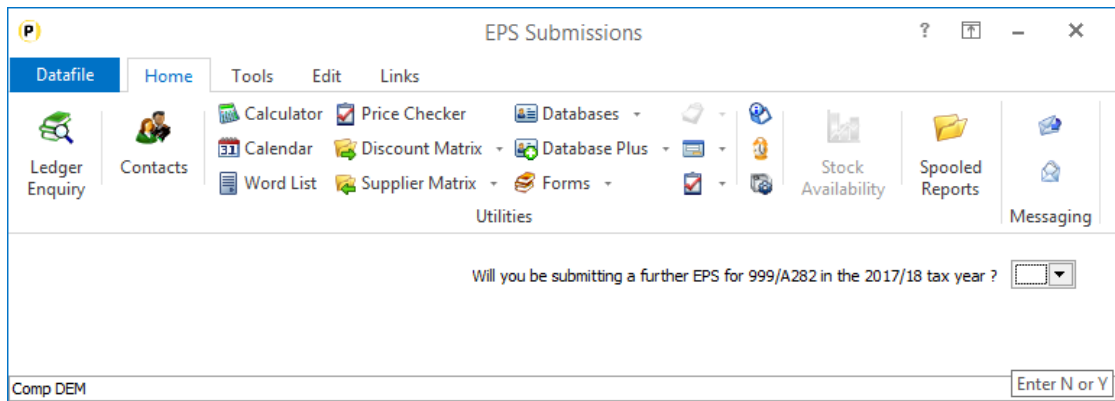 P
EPS Submissions
?
Datafile Home Tools Edit Links
Ledger Enquiry
Contacts
Calculator Price Checker Databases
31 Calendar Discount Matrix Database Plus
Word List Supplier Matrix Forms
Stock Availability
Spooled Reports
Utilities
Messaging
Will you be submitting a further EPS for 999/A282 in the 2017/18 tax year ?
Comp DEM
Enter N or Y